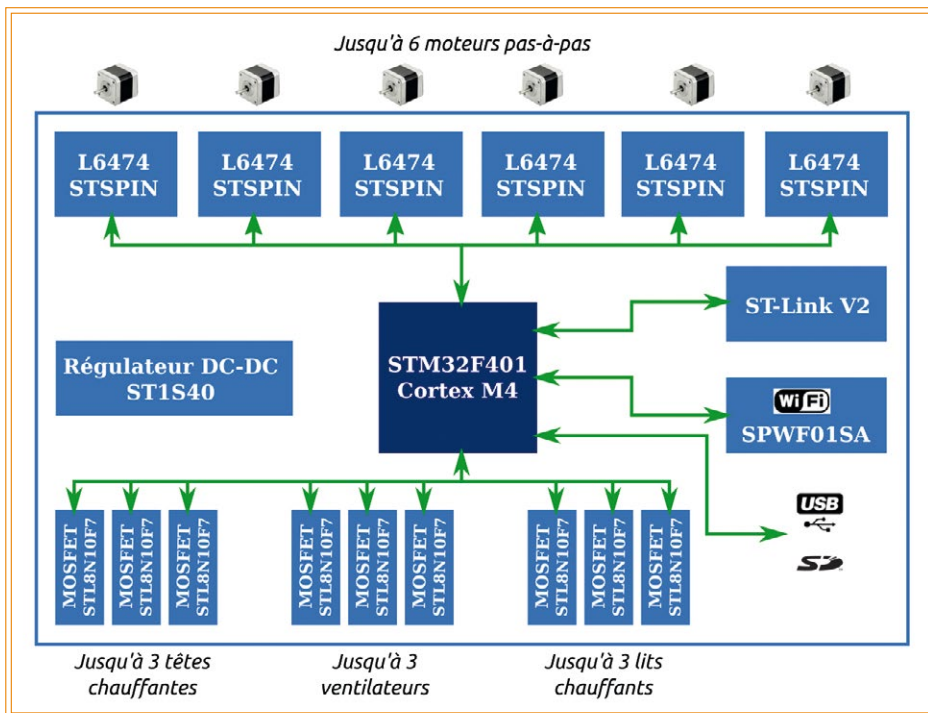 Jusqu'à 6 moteurs pas-à-pas
L6474
STSPIN
L6474
STSPIN
L6474
STSPIN
L6474
STSPIN
L6474
STSPIN
L6474
STSPIN
ST-Link V2
STM32F401
Cortex M4
Régulateur DC-DC
ST1S40
WiFi
SPWF01SA
USB
SD
MOSFET
STL8N10F7
MOSFET
STL8N10F7
MOSFET
STL8N10F7
MOSFET
STL8N10F7
MOSFET
STL8N10F7
MOSFET
STL8N10F7
MOSFET
STL8N10F7
MOSFET
STL8N10F7
MOSFET
STL8N10F7
Jusqu'à 3 têtes
chauffantes
Jusqu'à 3
ventilateurs
Jusqu'à 3 lits
chauffants